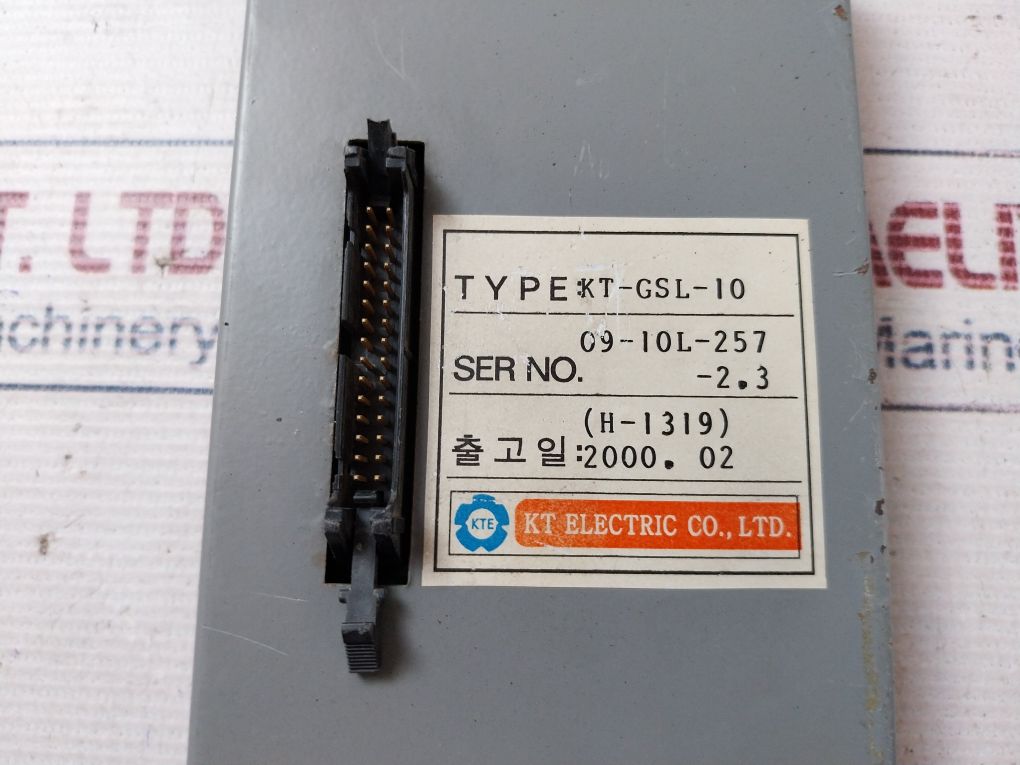 TYPE:KT-GSL-10
09-10L-257
SER NO. -2.3
(H-1319)
출고일:2000. 02
KTE KT ELECTRIC CO., LTD.
T. LTD
AELI
chinery
Marin